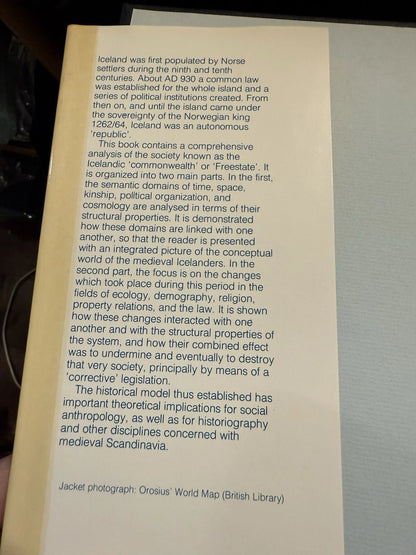 Iceland was first populated by Norse
settlers during the ninth and tenth
centuries. About AD 930 a common law
was established for the whole island and a
series of political institutions created. From
then on, and until the island came under
the sovereignty of the Norwegian king
1262/64, Iceland was an autonomous
'republic'.
This book contains a comprehensive
analysis of the society known as the
Icelandic 'commonwealth' or 'Freestate'. It
is organized into two main parts. In the first,
the semantic domains of time, space,
kinship, political organization, and
cosmology are analysed in terms of their
structural properties. It is demonstrated
how these domains are linked with one
another, so that the reader is presented
with an integrated picture of the conceptual
world of the medieval Icelanders. In the
second part, the focus is on the changes
which took place during this period in the
fields of ecology, demography, religion,
property relations, and the law. It is shown
how these changes interacted with one
another and with the structural properties of
the system, and how their combined effect
was to undermine and eventually to destroy
that very society, principally by means of a
'corrective' legislation.
The historical model thus established has
important theoretical implications for social
anthropology, as well as for historiography
and other disciplines concerned with
medieval Scandinavia.
Jacket photograph: Orosius' World Map (British Library)